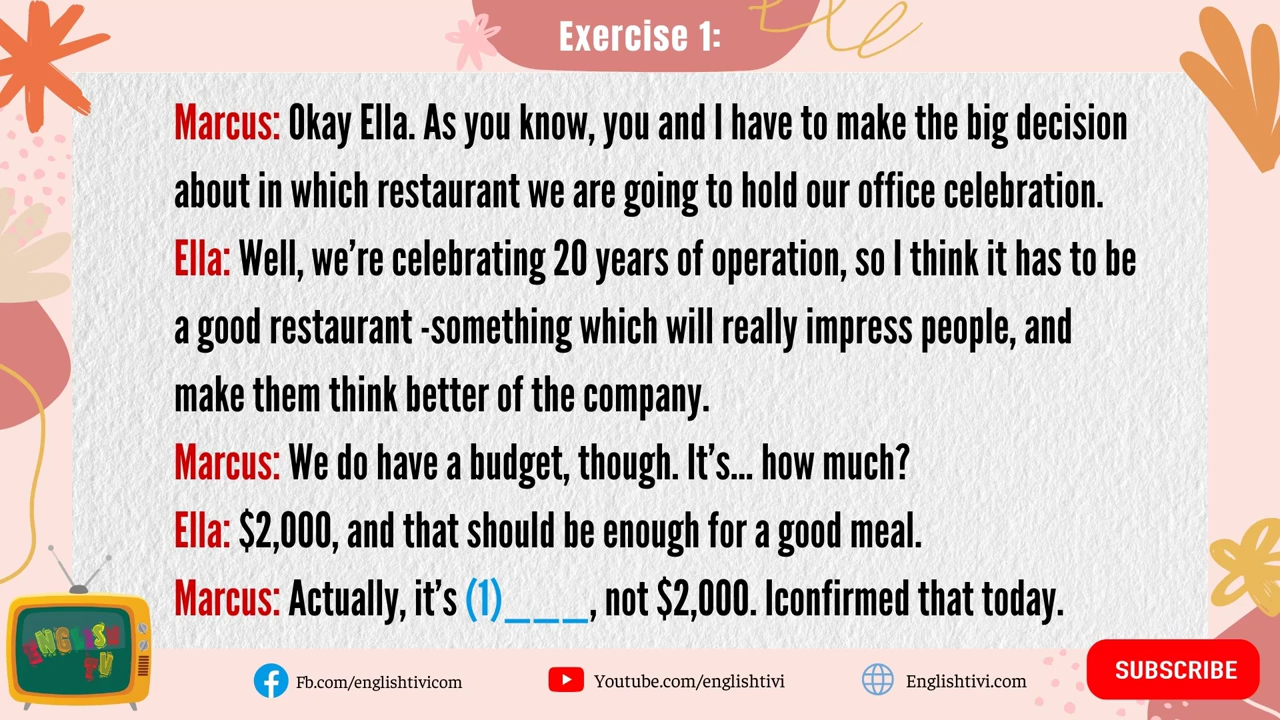 Exercise 1:
Marcus: Okay Ella. As you know, you and I have to make the big decision
about in which restaurant we are going to hold our office celebration.
Ella: Well, we’re celebrating 20 years of operation, so I think it has to be
a good restaurant -something which will really impress people, and
make them think better of the company.
Marcus: We do have a budget, though. It’s... how much?
Ella: $2,000, and that should be enough for a good meal.
Marcus: Actually, it’s (1)___, not $2,000. Iconfirmed that today.
ENGLISH
TV
Fb.com/englishtivicom
Youtube.com/englishtivi
Englishtivi.com
SUBSCRIBE